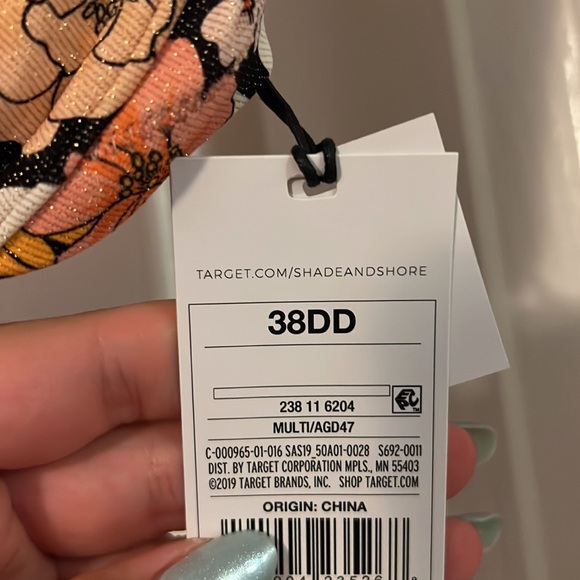 TARGET.COM/SHADEANDSHORE
38DD
238 11 6204
MULTI/AGD47
C-000965-01-016 SAS19_50A01-0028 S692-0011
DIST. BY TARGET CORPORATION MPLS., MN 55403
©2019 TARGET BRANDS, INC. SHOP TARGET.COM
ORIGIN: CHINA